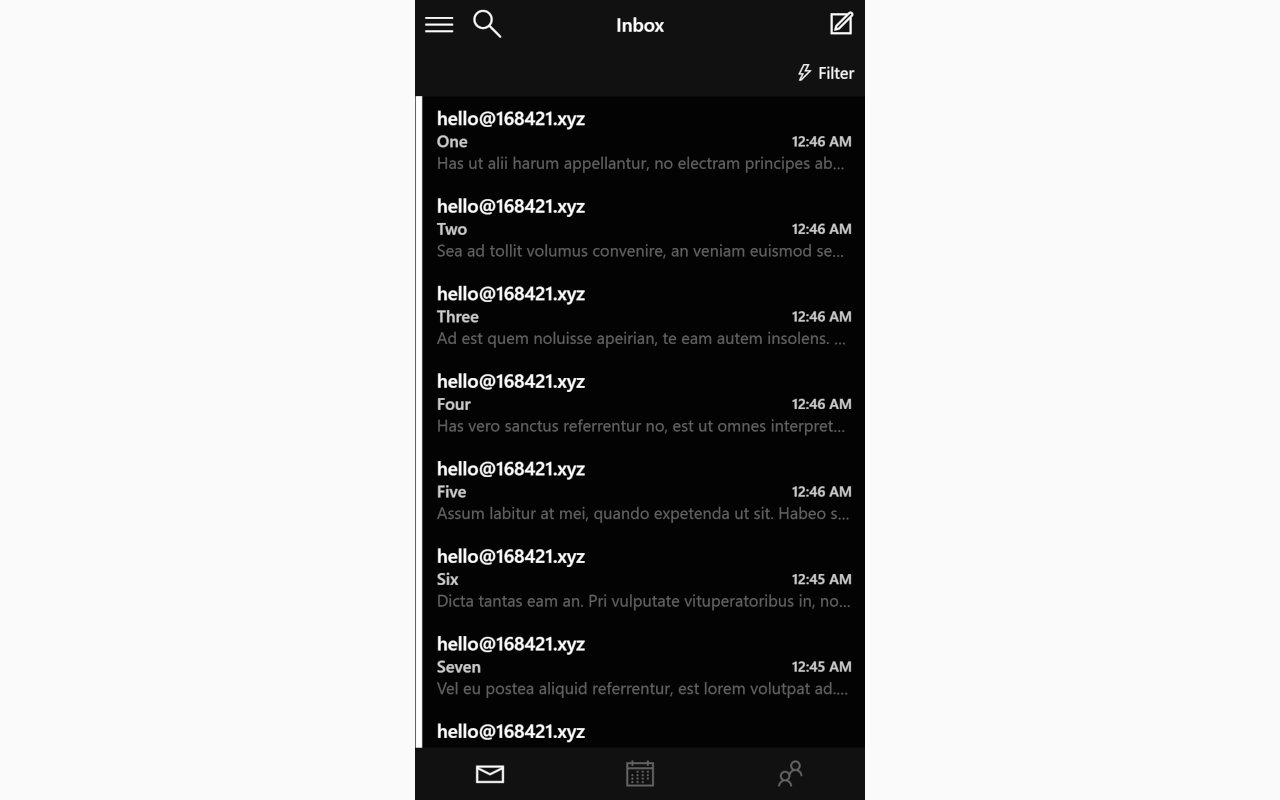 Inbox
Filter
hello@168421.xyz
One 12:46 AM
Has ut alii harum appellantur, no electram principes ab...
hello@168421.xyz
Two 12:46 AM
Sea ad tollit volumus convenire, an veniam euismod se...
hello@168421.xyz
Three 12:46 AM
Ad est quem noluisse apeirian, te eam autem insolens. ...
hello@168421.xyz
Four 12:46 AM
Has vero sanctus referrentur no, est ut omnes interpret...
hello@168421.xyz
Five 12:46 AM
Assum labitur at mei, quando expetenda ut sit. Habeo s...
hello@168421.xyz
Six 12:45 AM
Dicta tantas eam an. Pri vulputate vituperatoribus in, no...
hello@168421.xyz
Seven 12:45 AM
Vel eu postea aliquid referrentur, est lorem volutpat ad....
hello@168421.xyz